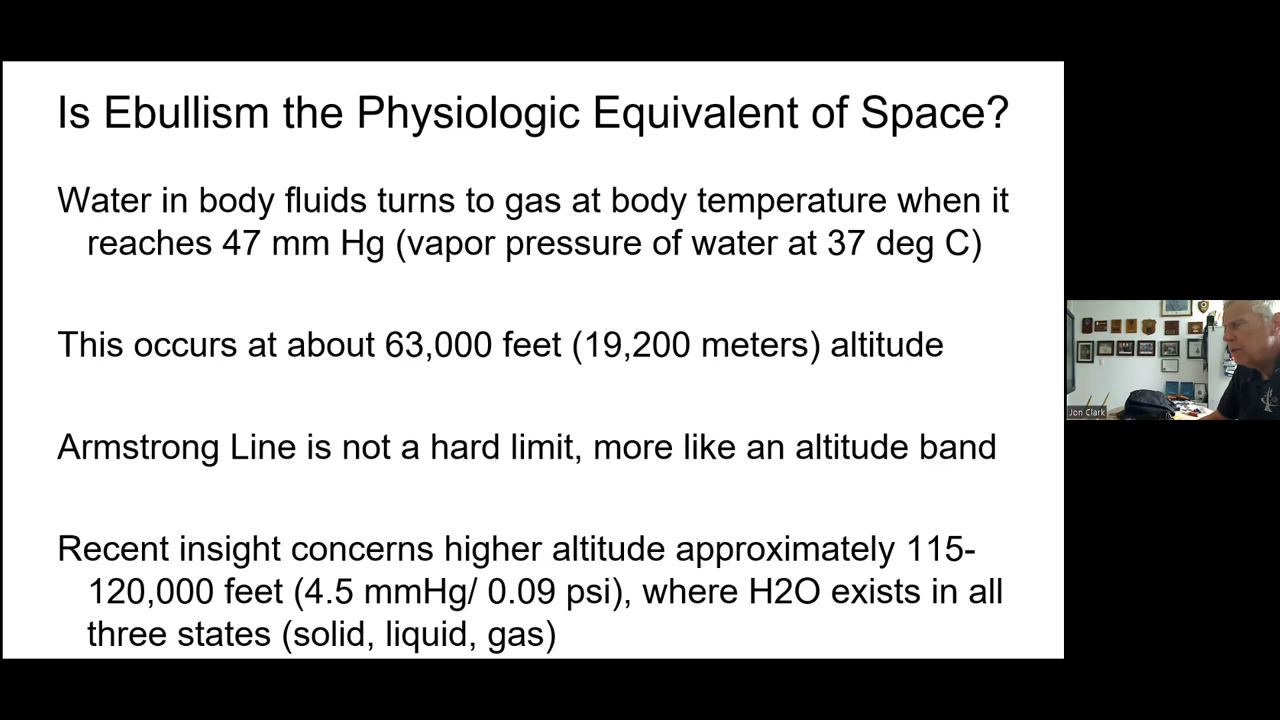 Is Ebullism the Physiologic Equivalent of Space?
Water in body fluids turns to gas at body temperature when it
reaches 47 mm Hg (vapor pressure of water at 37 deg C)
This occurs at about 63,000 feet (19,200 meters) altitude
Armstrong Line is not a hard limit, more like an altitude band
Recent insight concerns higher altitude approximately 115-
120,000 feet (4.5 mmHg/ 0.09 psi), where H2O exists in all
three states (solid, liquid, gas)
Jon Clark